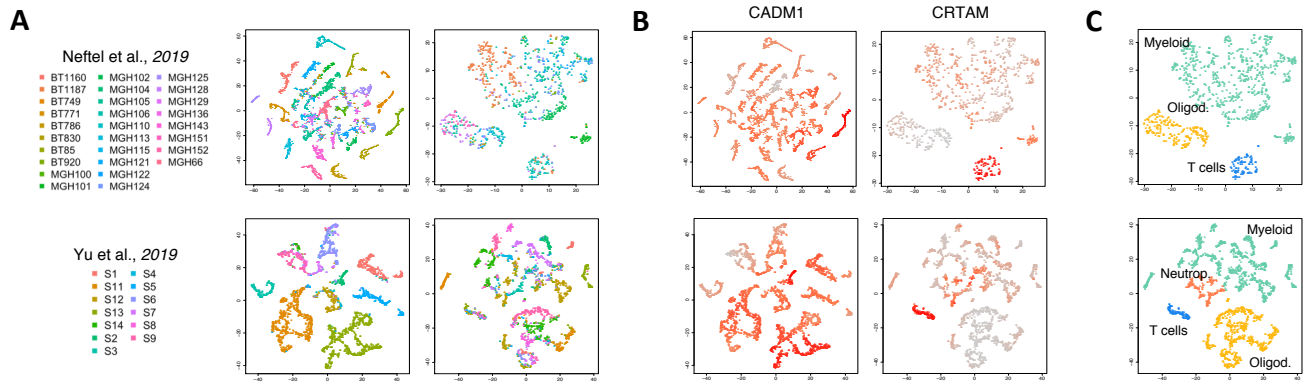 A
B
C
CADM1
CRTAM
Neftel et al., 2019
BT1160 MGH102 MGH125
BT1187 MGH104 MGH128
BT749 MGH105 MGH129
BT771 MGH106 MGH136
BT786 MGH110 MGH143
BT830 MGH113 MGH151
BT85 MGH115 MGH152
BT920 MGH121 MGH66
MGH100 MGH122
MGH101 MGH124
Myeloid
Oligod.
T cells
Yu et al., 2019
S1 S4
S11 S5
S12 S6
S13 S7
S14 S8
S2 S9
S3
Myeloid
Neutrop.
T cells
Oligod.